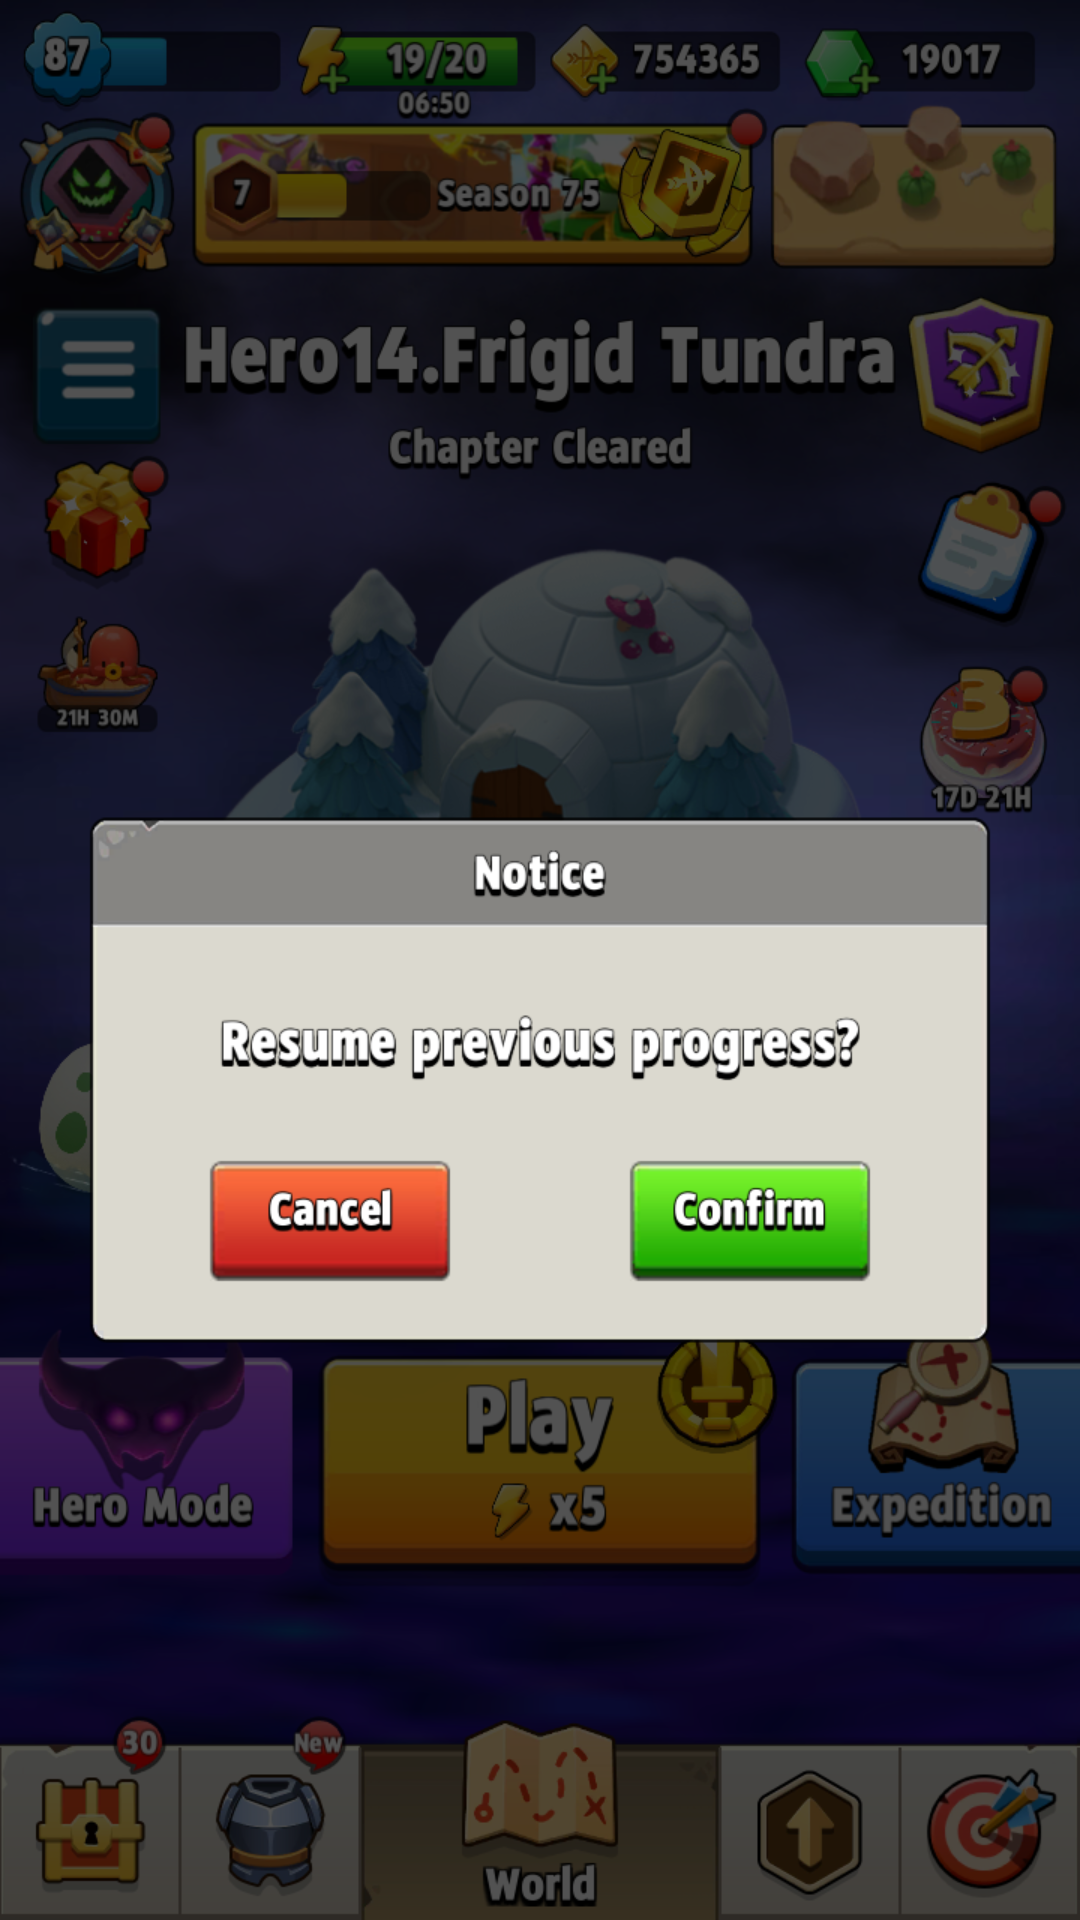 87
19/20
754365
19017
06:50
7
Season 75
Hero14.Frigid Tundra
Chapter Cleared
21H 30M
3
17D 21H
Notice
Resume previous progress?
Cancel
Confirm
Play
x5
Hero Mode
Expedition
30
New
World